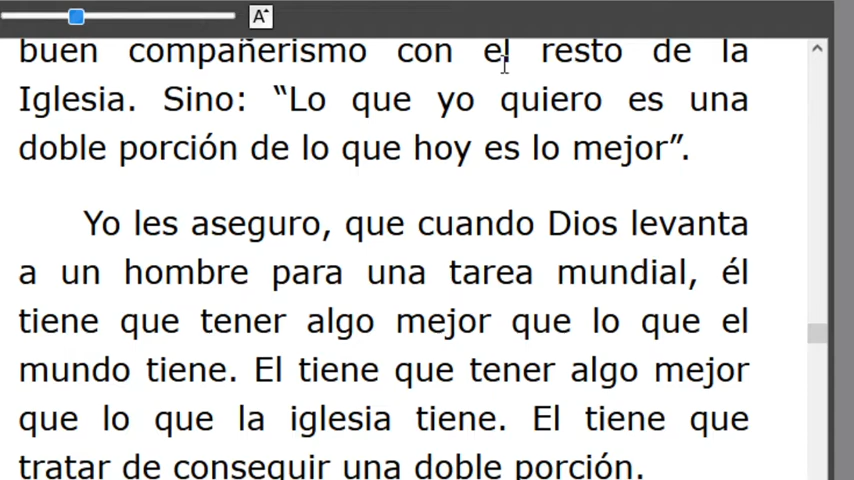 A
buen compañerismo con el resto de la
Iglesia. Sino: “Lo que yo quiero es una
doble porción de lo que hoy es lo mejor”.
Yo les aseguro, que cuando Dios levanta
a un hombre para una tarea mundial, él
tiene que tener algo mejor que lo que el
mundo tiene. El tiene que tener algo mejor
que lo que la iglesia tiene. El tiene que
tratar de conseguir una doble porción.